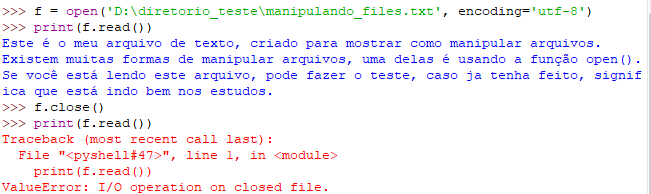 >>> f = open('D:\diretorio_teste\manipulando_files.txt', encoding='utf-8')
>>> print(f.read())
Este é o meu arquivo de texto, criado para mostrar como manipular arquivos.
Existem muitas formas de manipular arquivos, uma delas é usando a função open().
Se você está lendo este arquivo, pode fazer o teste, caso ja tenha feito, signif
ica que está indo bem nos estudos.
>>> f.close()
>>> print(f.read())
Traceback (most recent call last):
  File "<pyshell#47>", line 1, in <module>
    print(f.read())
ValueError: I/O operation on closed file.